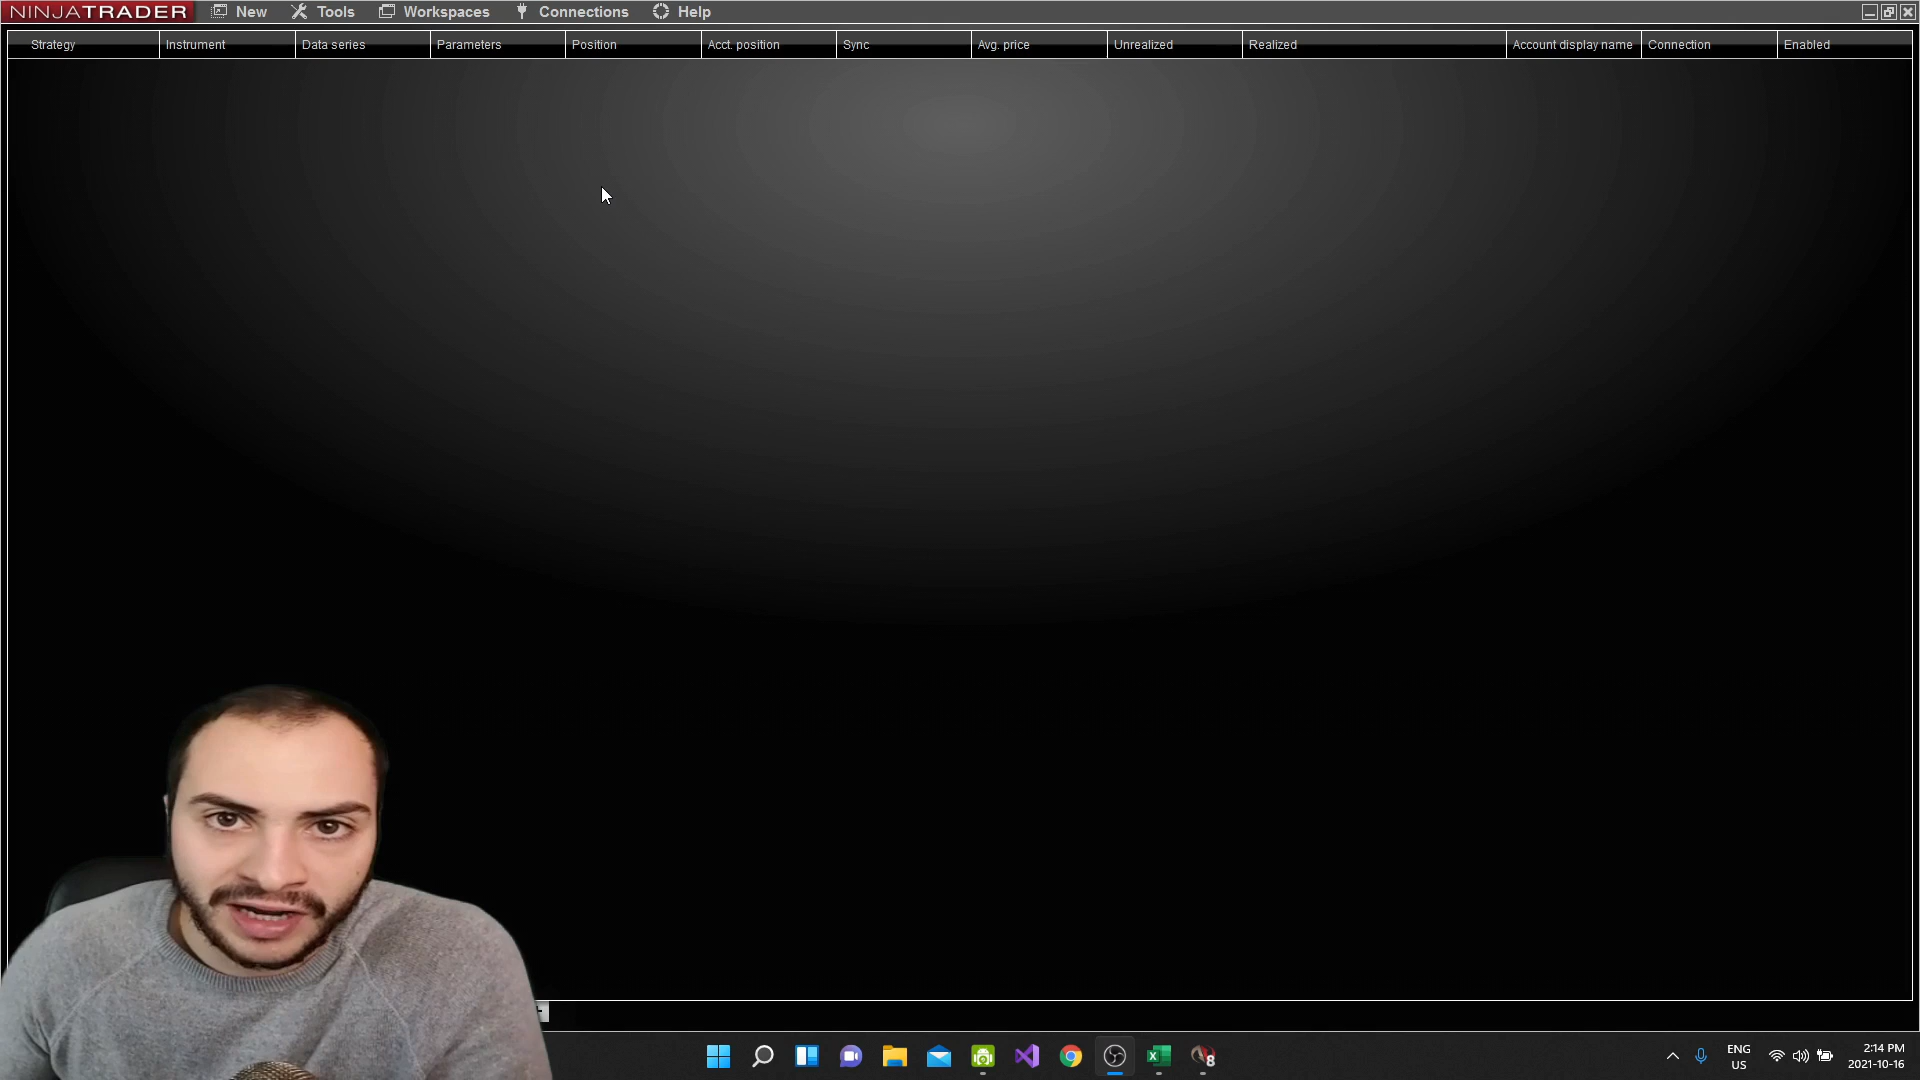 NINJATRADER New Tools Workspaces Connections Help
Strategy Instrument Data series Parameters Position Acct. position Sync Avg. price Unrealized Realized Account display name Connection Enabled
8
ENG
US
2:14 PM
2021-10-16